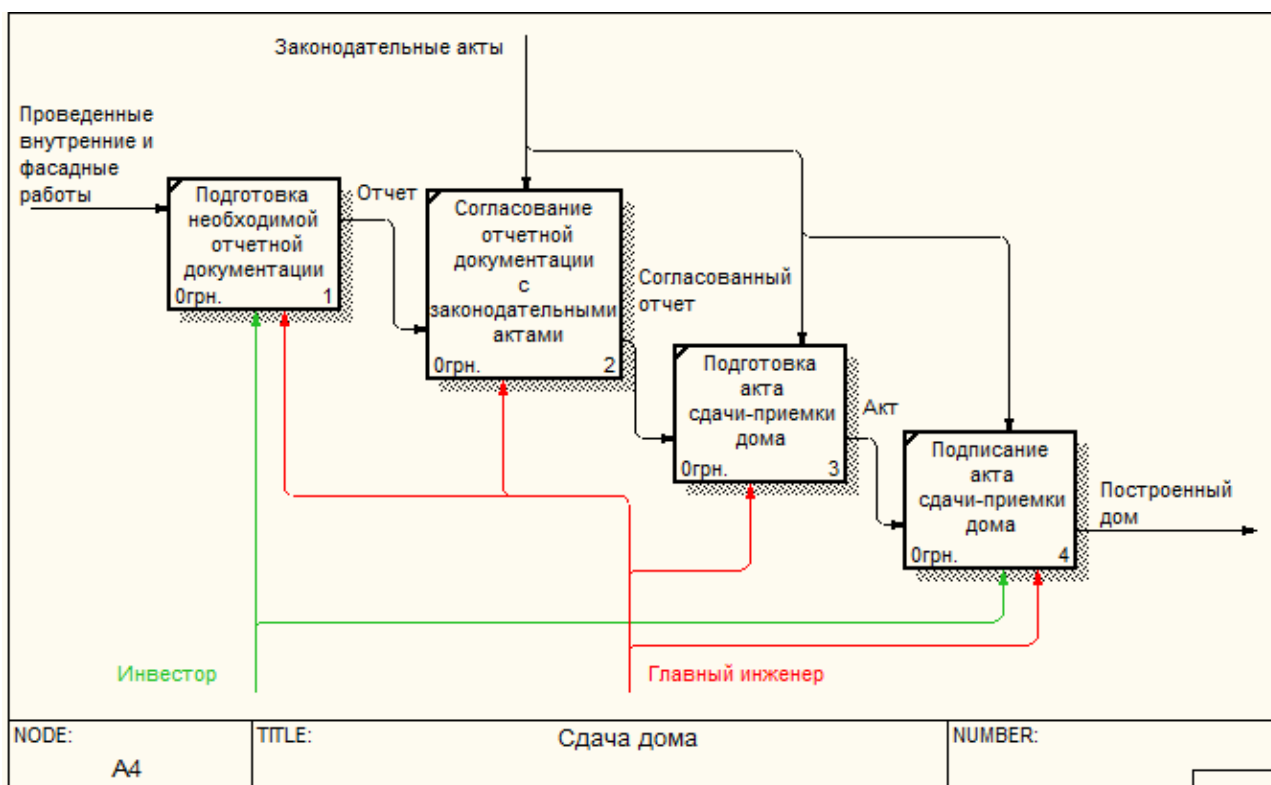 Законодательные акты
Проведенные
внутренние и
фасадные
работы
Подготовка
необходимой
отчетной
документации
0грн.
1
Отчет
Согласование
отчетной
документации
с
законодательными
актами
0грн.
2
Согласованный
отчет
Подготовка
акта
сдачи-приемки
дома
0грн.
3
Акт
Подписание
акта
сдачи-приемки
дома
0грн.
4
Построенный
дом
Инвестор
Главный инженер
NODE:
A4
TITLE:
Сдача дома
NUMBER: